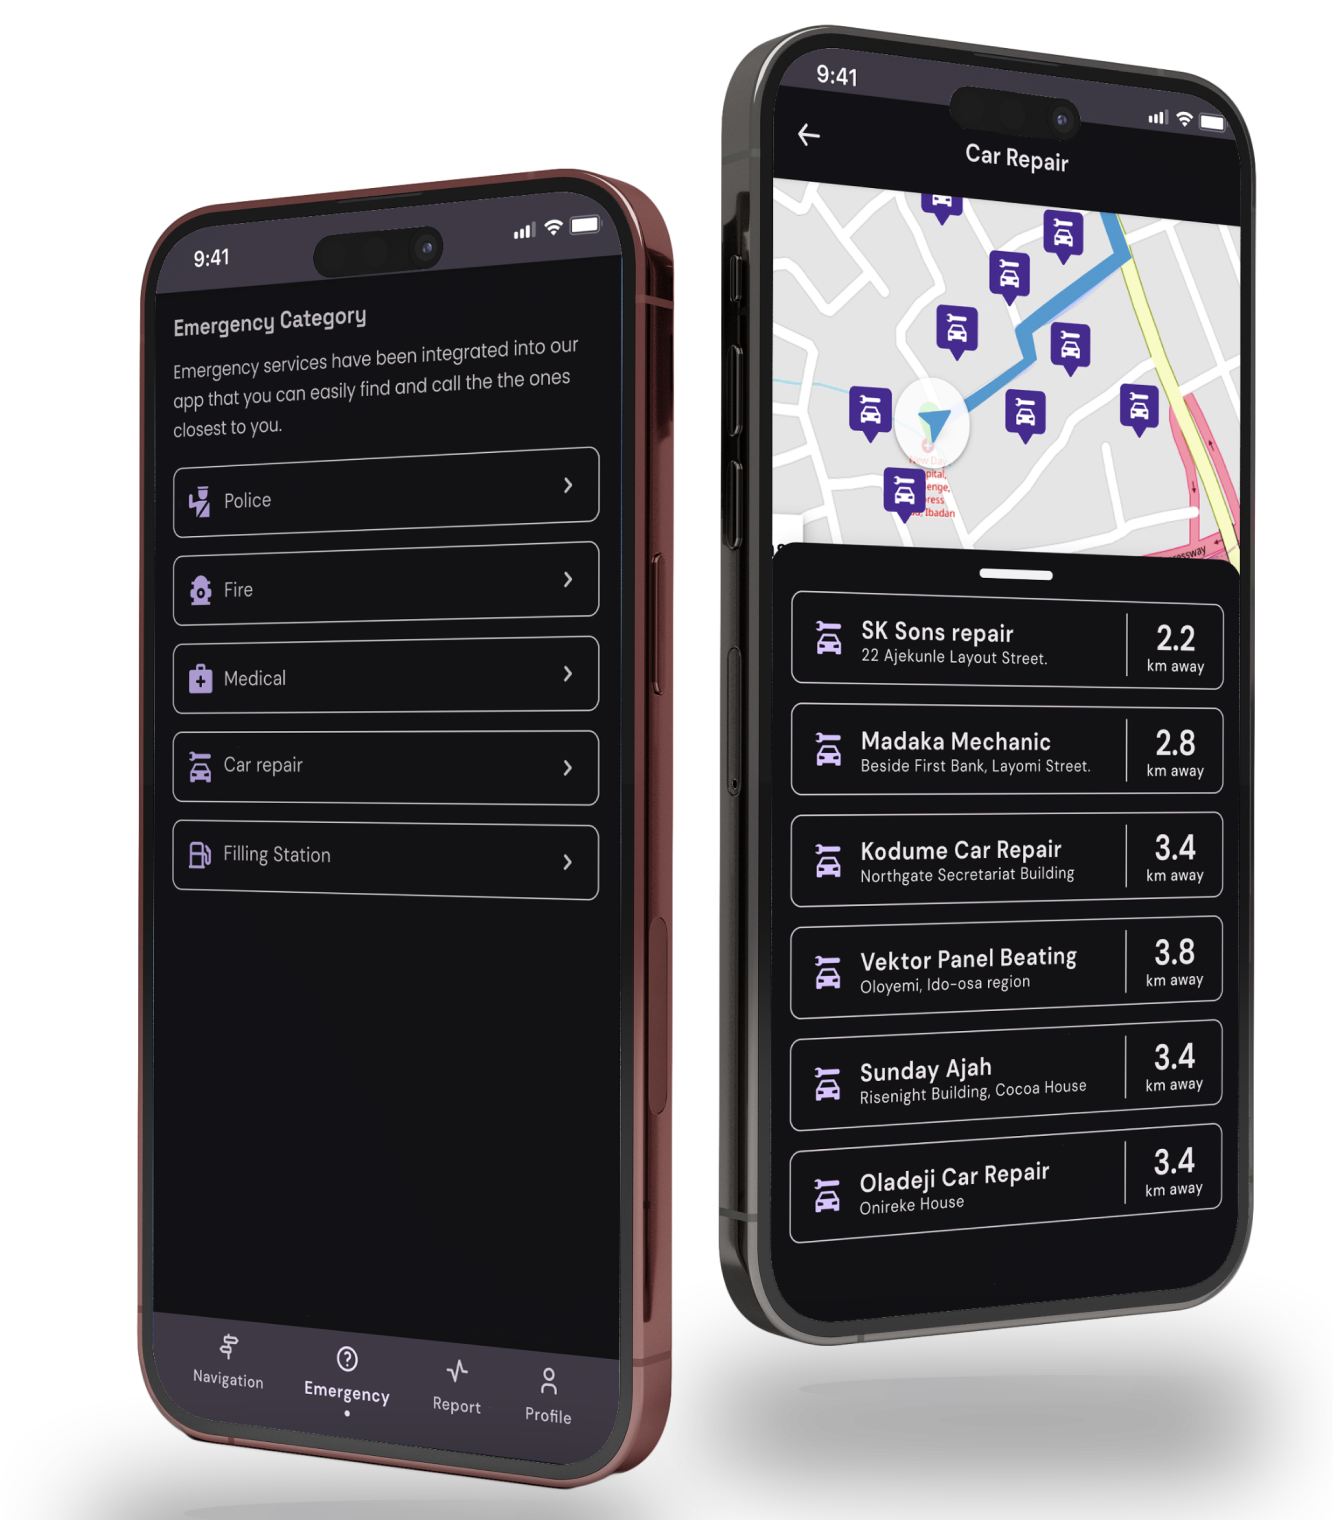 9:41
Emergency Category
Emergency services have been integrated into our
app that you can easily find and call the the ones
closest to you.
Police
Fire
Medical
Car repair
Filling Station
Navigation
Emergency
Report
Profile
9:41
Car Repair
pital,
enge,
ress
Ibadan
ressway
SK Sons repair
22 Ajekunle Layout Street.
2.2
km away
Madaka Mechanic
Beside First Bank, Layomi Street.
2.8
km away
Kodume Car Repair
Northgate Secretariat Building
3.4
km away
Vektor Panel Beating
Oloyemi, Ido-osa region
3.8
km away
Sunday Ajah
Risenight Building, Cocoa House
3.4
km away
Oladeji Car Repair
Onireke House
3.4
km away